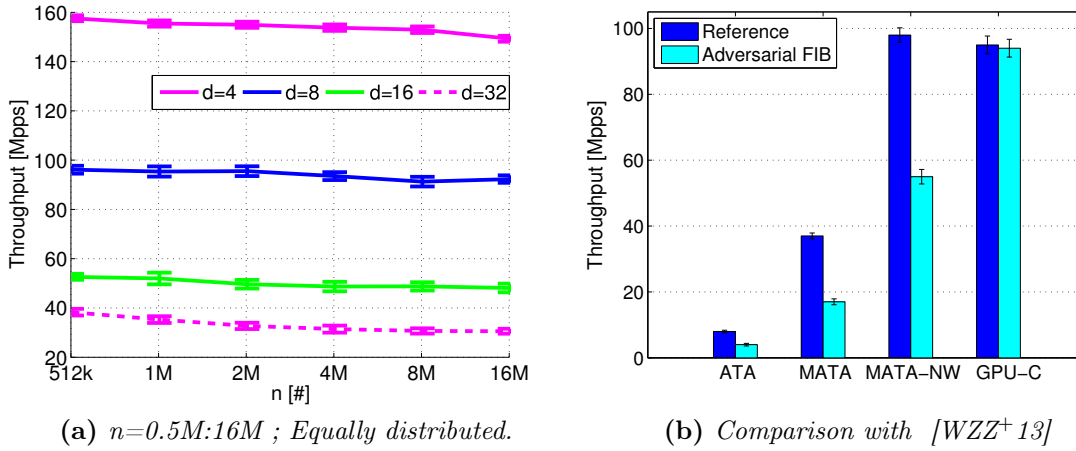 160
140
120
100
80
60
40
20
Throughput [Mpps]
d=4 d=8 d=16 d=32
512k 1M 2M 4M 8M 16M
n [#]
(a) n=0.5M:16M ; Equally distributed.
100
80
60
40
20
0
Throughput [Mpps]
Reference
Adversarial FIB
ATA MATA MATA-NW GPU-C
(b) Comparison with [WZZ+13]